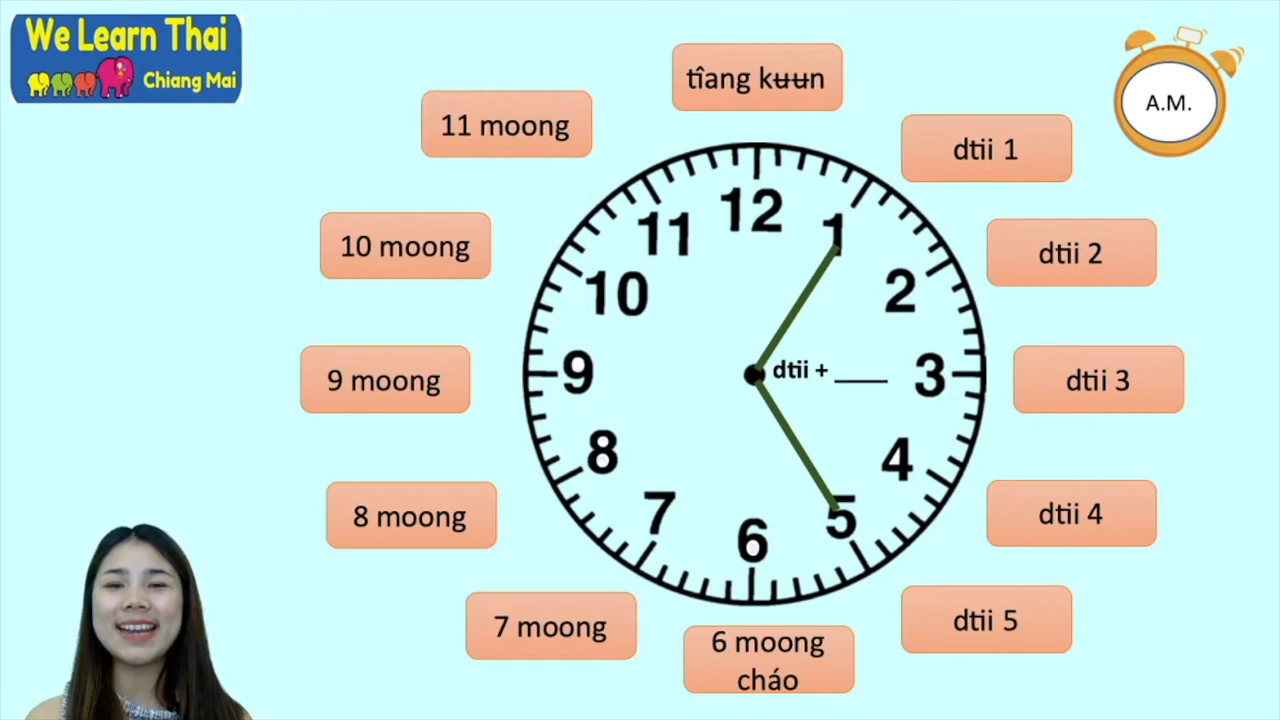 We Learn Thai
Chiang Mai
A.M.
tîang kʉʉn
dtii 1
dtii 2
dtii 3
dtii 4
dtii 5
6 moong
cháo
7 moong
8 moong
9 moong
10 moong
11 moong
12
1
2
3
4
5
6
7
8
9
10
11
dtii + ____